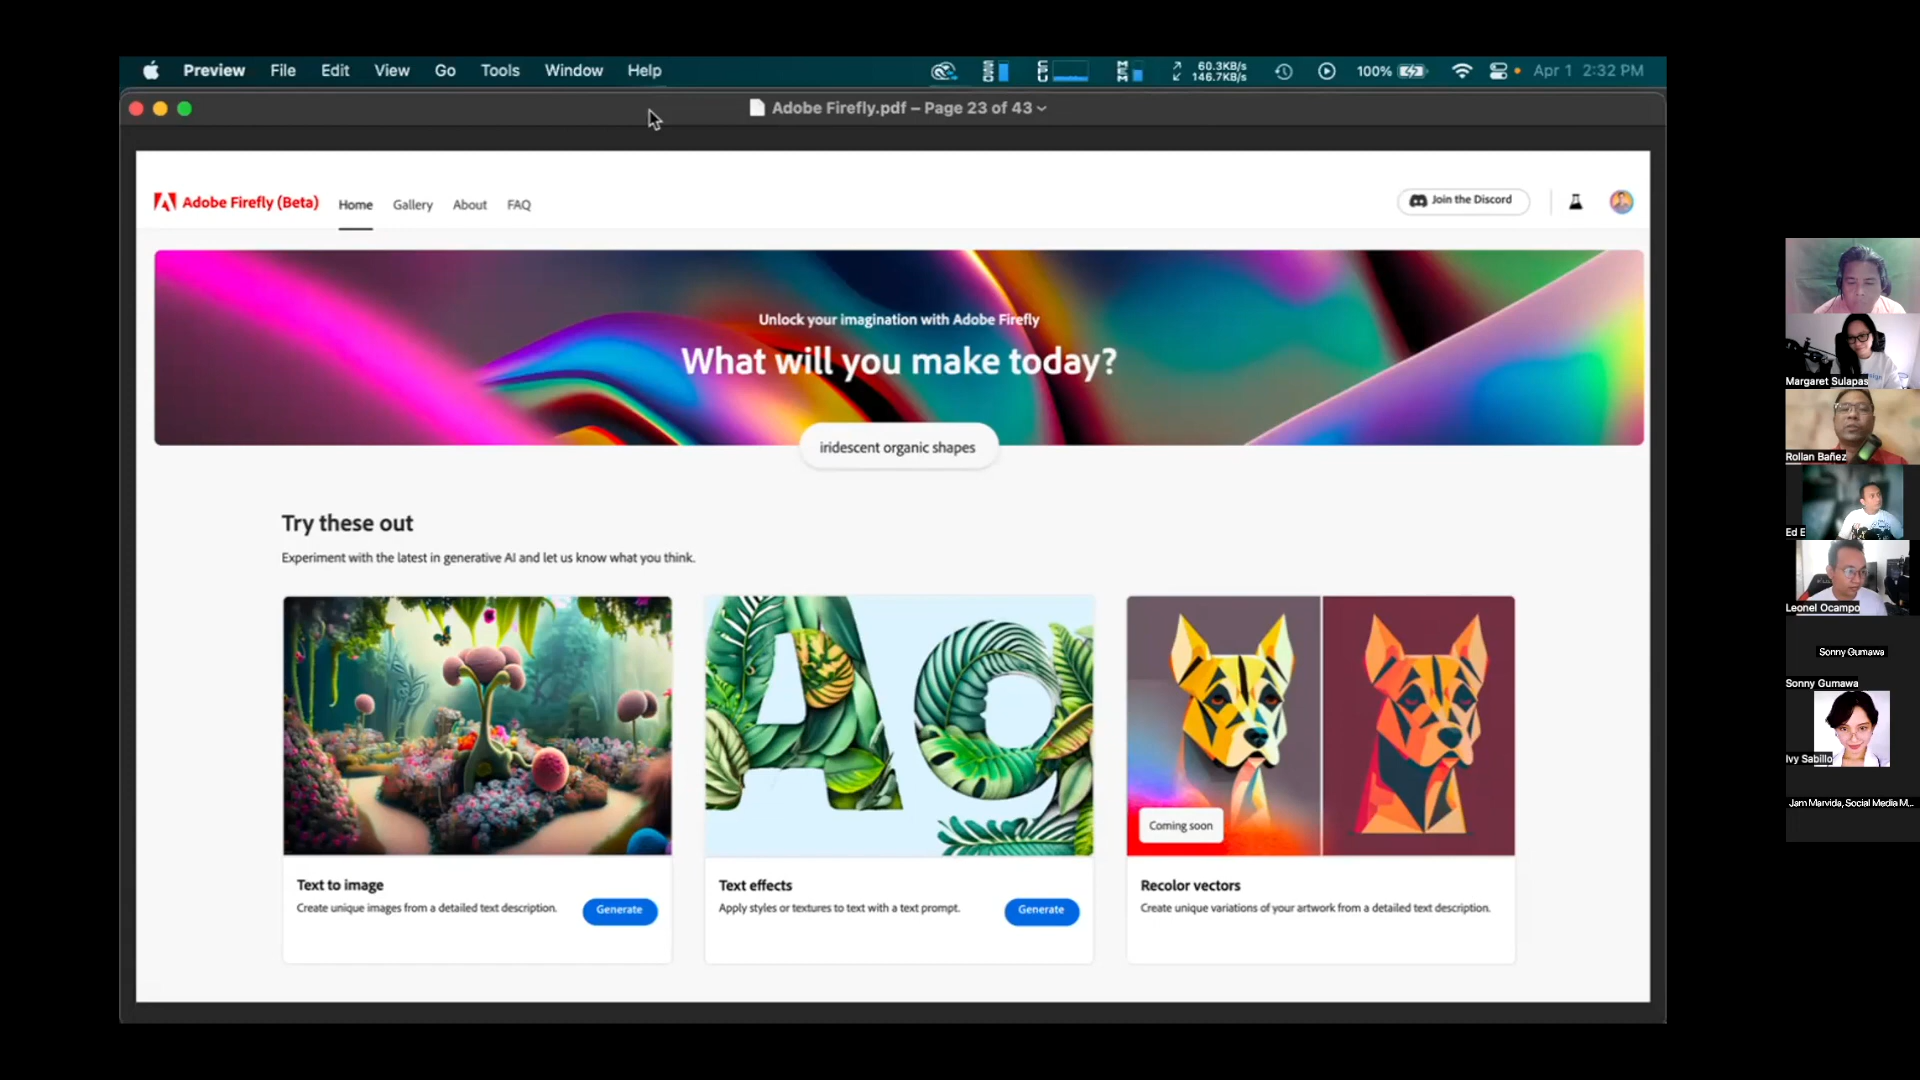 Preview File Edit View Go Tools Window Help
60.3KB/s
146.7KB/s
100%
Apr 1 2:32 PM
Adobe Firefly.pdf – Page 23 of 43
Adobe Firefly (Beta)
Home Gallery About FAQ
Join the Discord
Unlock your imagination with Adobe Firefly
What will you make today?
iridescent organic shapes
Try these out
Experiment with the latest in generative AI and let us know what you think.
Ag
Coming soon
Text to image
Create unique images from a detailed text description.
Generate
Text effects
Apply styles or textures to text with a text prompt.
Generate
Recolor vectors
Create unique variations of your artwork from a detailed text description.
Margaret Sulapas
Rollan Bañez
Ed E
Leonel Ocampo
Sonny Gumawa
Sonny Gumawa
Ivy Sabillo
Jam Marvida, Social Media M...